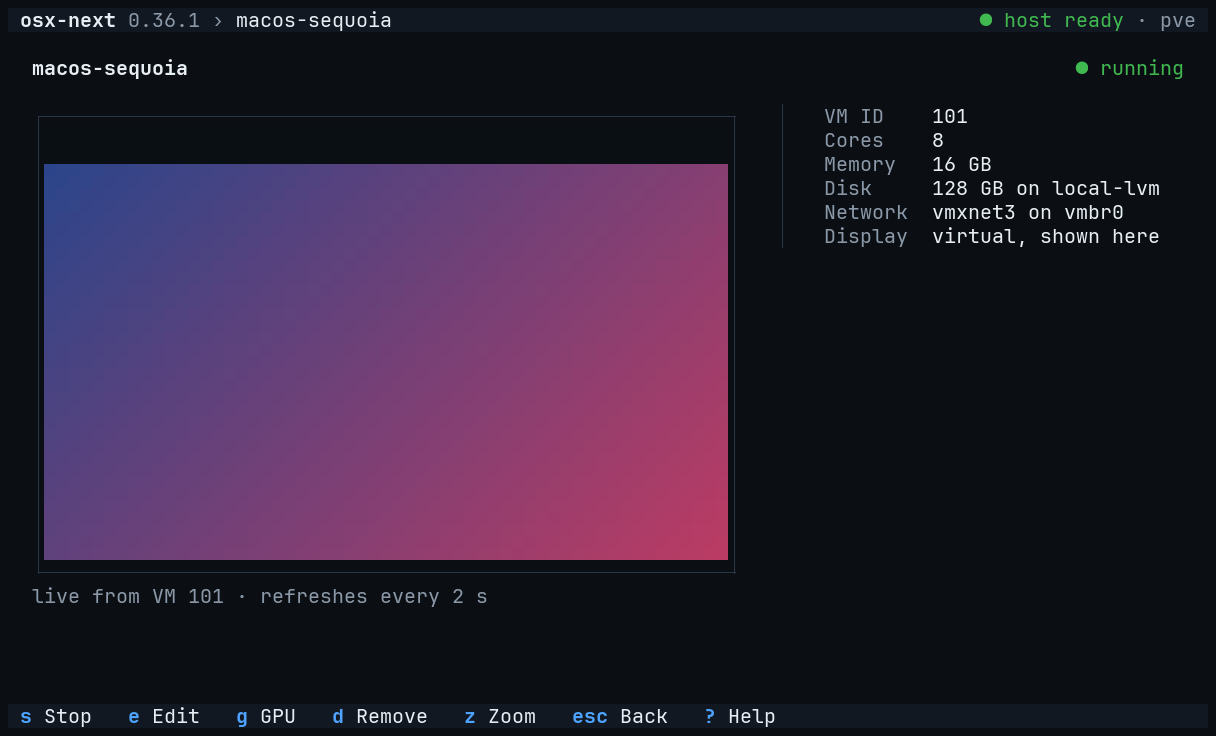 osx-next 0.36.1 › macos-sequoia ● host ready · pve
macos-sequoia ● running
VM ID 101
Cores 8
Memory 16 GB
Disk 128 GB on local-lvm
Network vmxnet3 on vmbr0
Display virtual, shown here
live from VM 101 · refreshes every 2 s
s Stop e Edit g GPU d Remove z Zoom esc Back ? Help